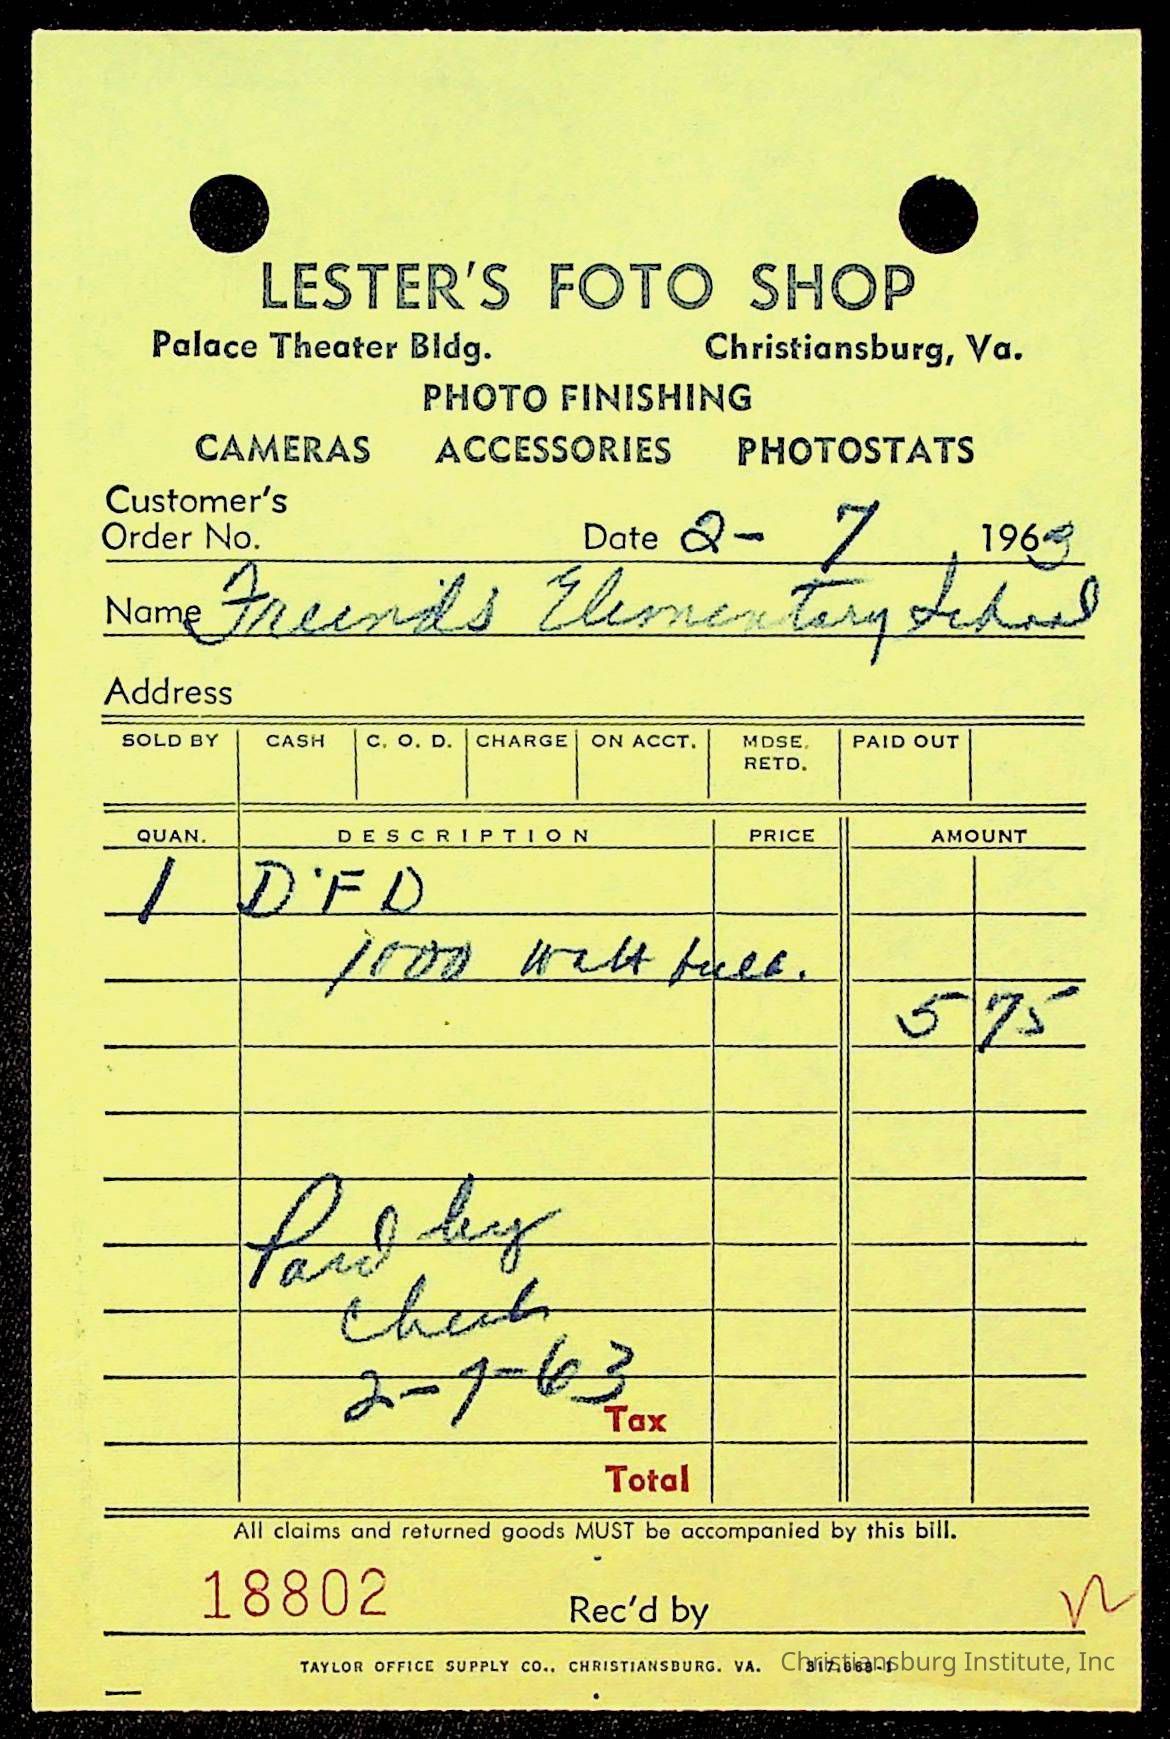 LESTER'S FOTO SHOP
Palace Theater Bldg. Christiansburg, Va.
PHOTO FINISHING
CAMERAS ACCESSORIES PHOTOSTATS
Customer's
Order No. Date 2- 7 1963
Name Freinds Elementary School
Address
SOLD BY CASH C. O. D. CHARGE ON ACCT. MDSE. RETD. PAID OUT
QUAN. DESCRIPTION PRICE AMOUNT
1 D'FD
1000 Watt bulb.
5 75
Paid by
check
2-7-63
Tax
Total
All claims and returned goods MUST be accompanied by this bill.
18802 Rec'd by
TAYLOR OFFICE SUPPLY CO., CHRISTIANSBURG, VA. Christiansburg Institute, Inc